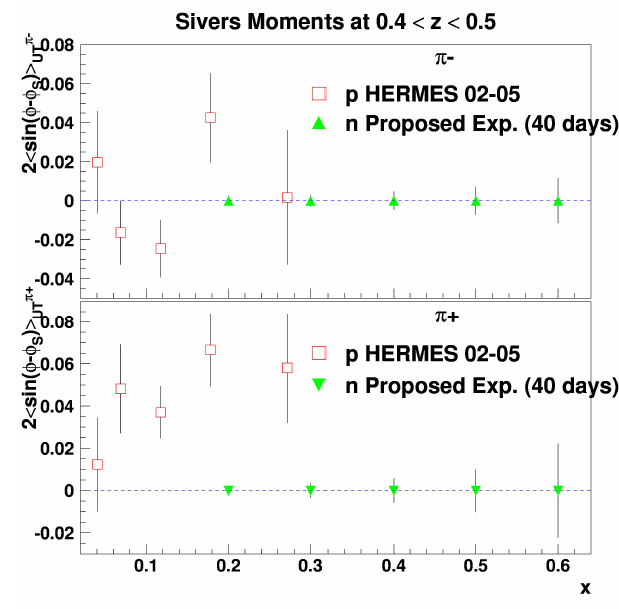 Sivers Moments at 0.4 < z < 0.5
2<sin(ϕ-ϕS)>UTπ-
0.08
0.06
0.04
0.02
0
-0.02
-0.04
π-
p HERMES 02-05
n Proposed Exp. (40 days)
2<sin(ϕ-ϕS)>UTπ+
0.08
0.06
0.04
0.02
0
-0.02
π+
p HERMES 02-05
n Proposed Exp. (40 days)
0.1 0.2 0.3 0.4 0.5 0.6
x